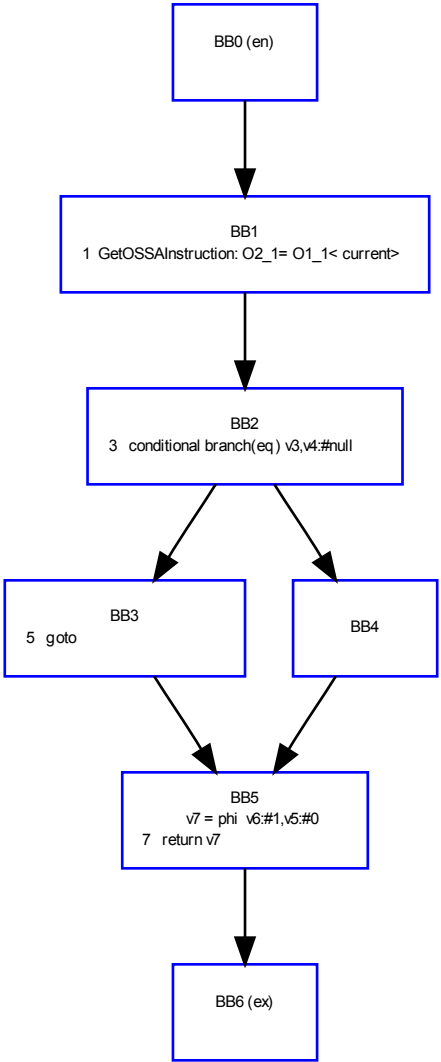 BB0 (en)
BB1
1 GetOSSAInstruction: O2_1= O1_1< current>
BB2
3 conditional branch(eq) v3,v4:#null
BB3
5 goto
BB4
BB5
v7 = phi v6:#1,v5:#0
7 return v7
BB6 (ex)